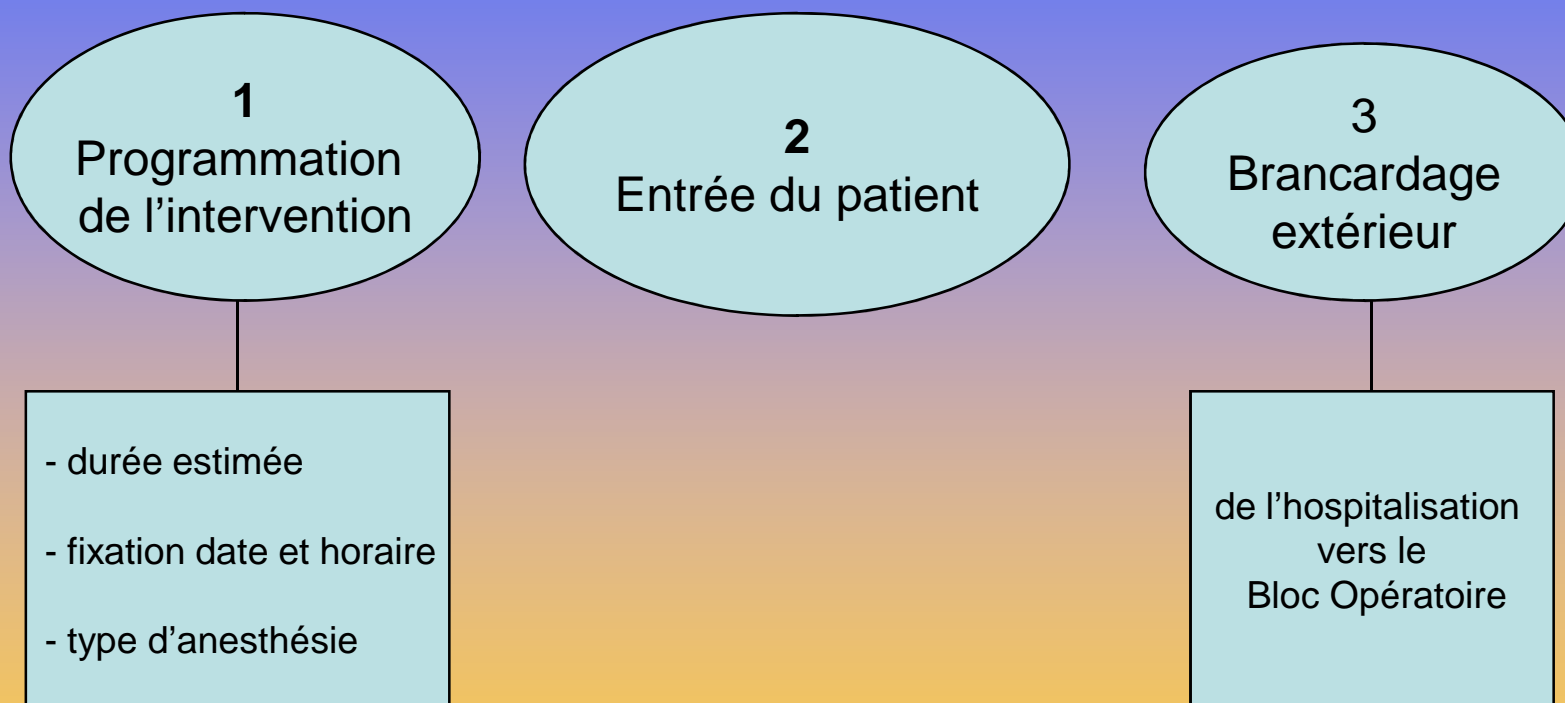 1
Programmation
de l’intervention
2
Entrée du patient
3
Brancardage
extérieur
- durée estimée
- fixation date et horaire
- type d’anesthésie
de l’hospitalisation
vers le
Bloc Opératoire